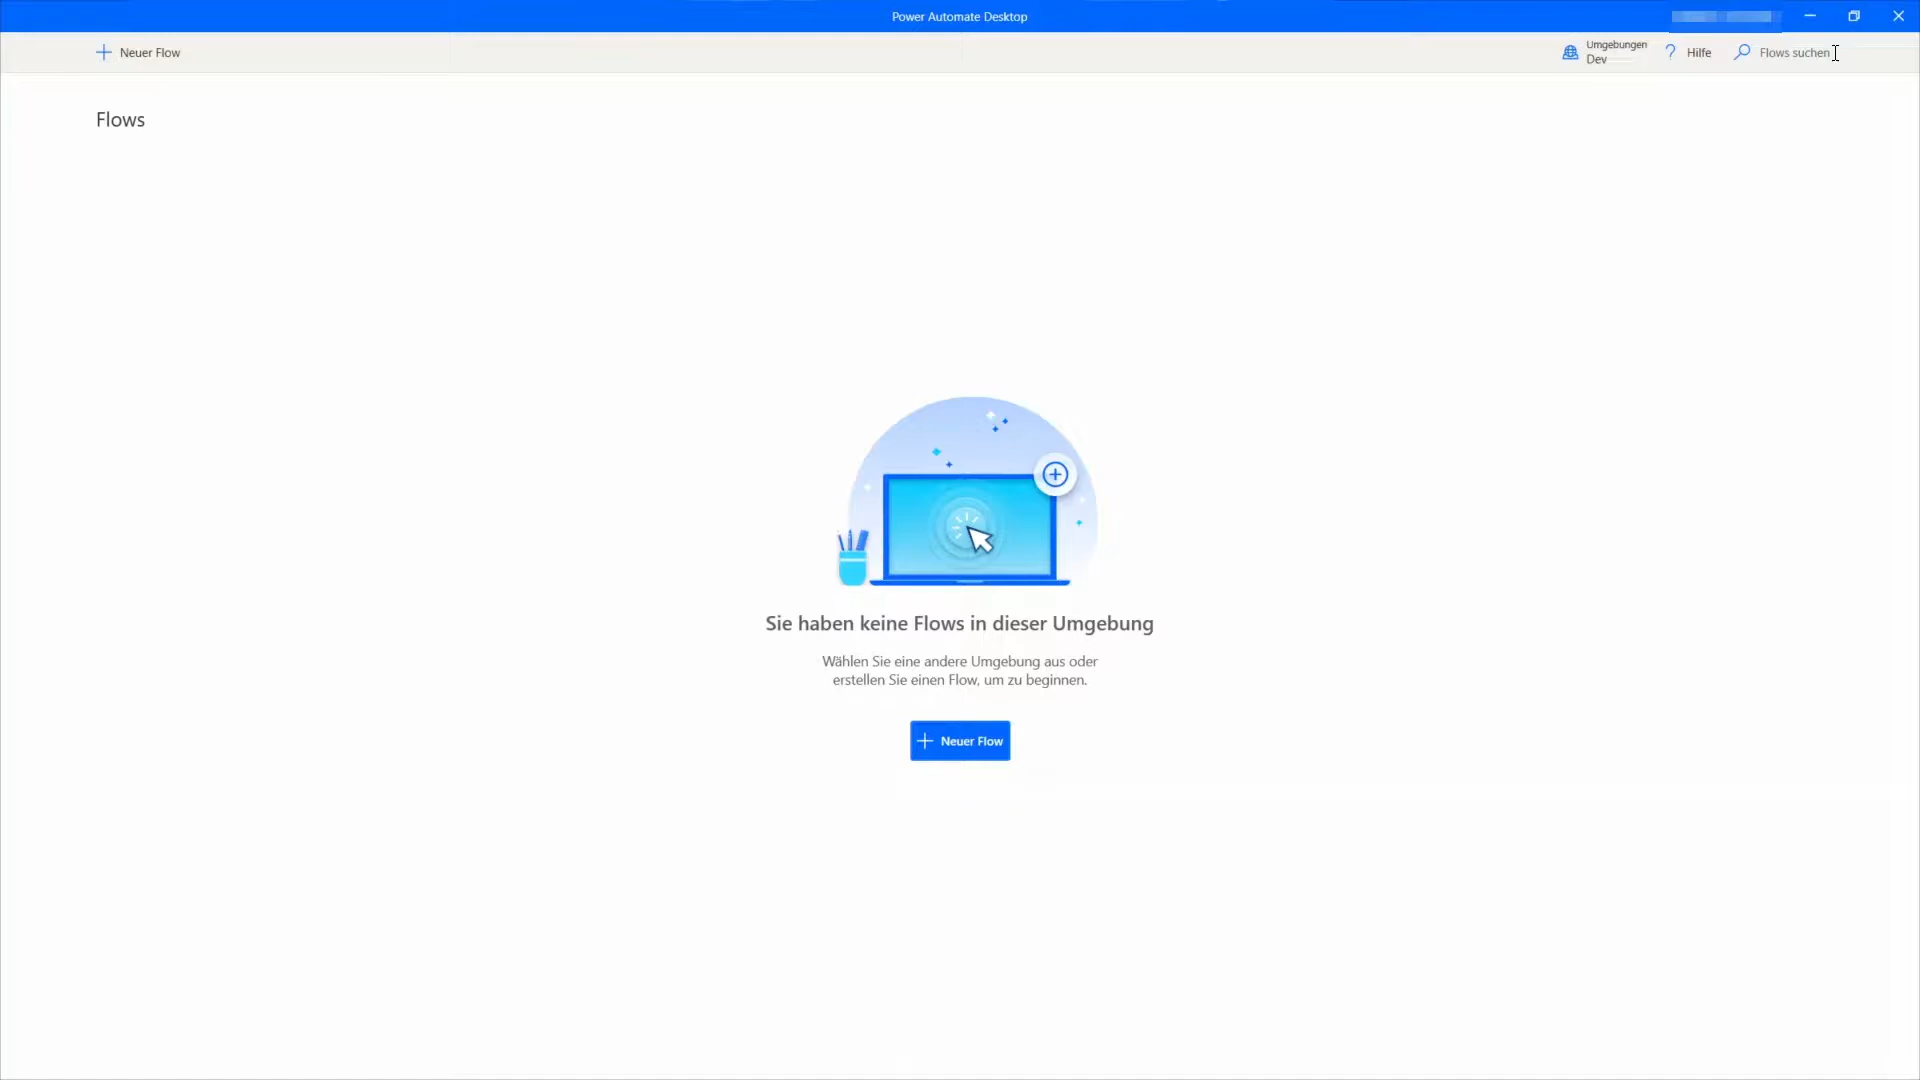 Power Automate Desktop
Neuer Flow
Umgebungen
Dev
Hilfe
Flows suchen
Flows
Sie haben keine Flows in dieser Umgebung
Wählen Sie eine andere Umgebung aus oder
erstellen Sie einen Flow, um zu beginnen.
Neuer Flow